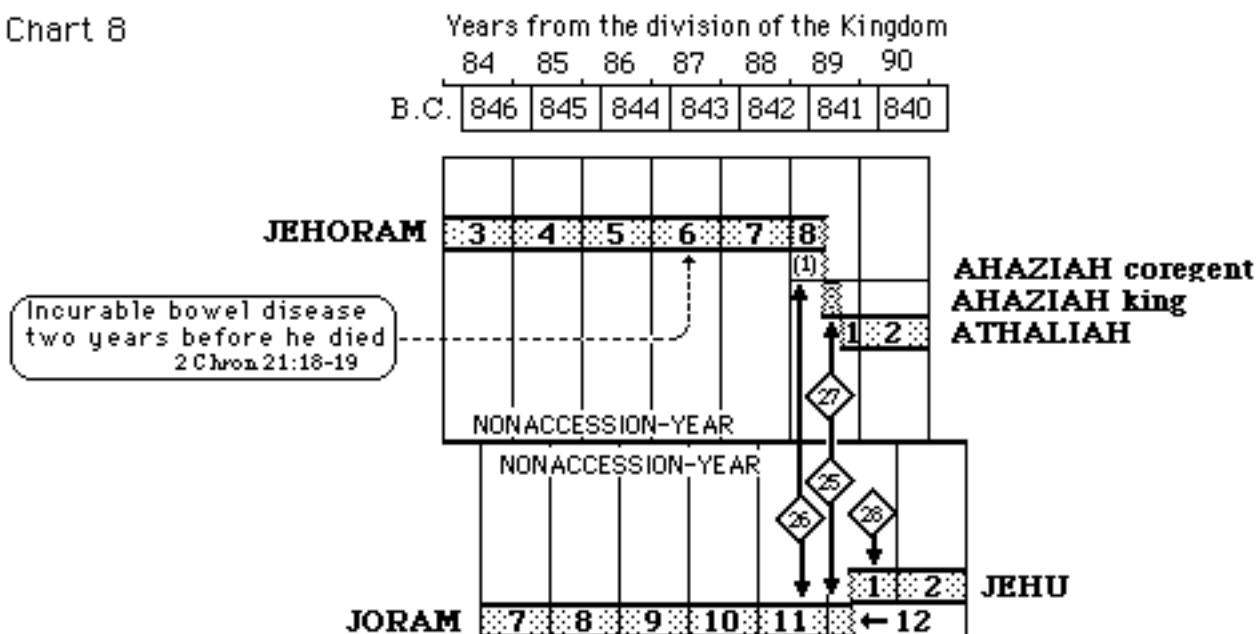 Chart 8
Years from the division of the Kingdom
84 85 86 87 88 89 90
B.C. 846 845 844 843 842 841 840
JEHORAM 3 4 5 6 7 8
(1) AHAZIAH coregent
AHAZIAH king
1 2 ATHALIAH
Incurable bowel disease
two years before he died
2 Chron 21:18-19
27
NONACCESSION-YEAR
NONACCESSION-YEAR
25
26 28
1 2 JEHU
JORAM 7 8 9 10 11 ← 12